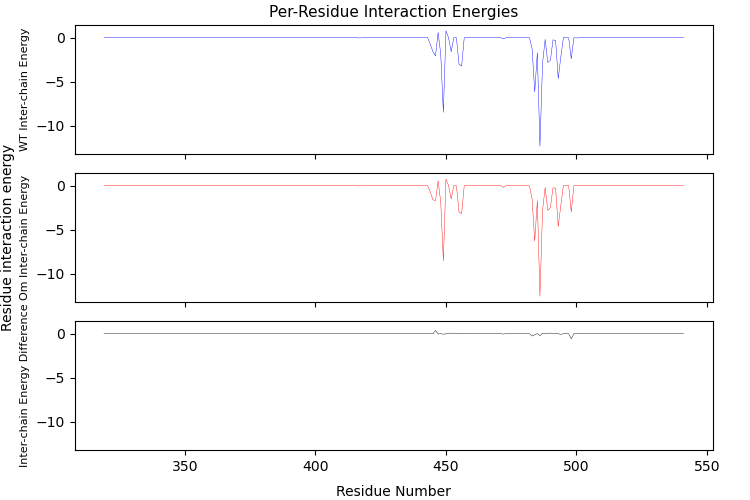 Per-Residue Interaction Energies
Residue interaction energy
WT Inter-chain Energy
0
−5
−10
Om Inter-chain Energy
0
−5
−10
Inter-chain Energy Difference
0
−5
−10
350
400
450
500
550
Residue Number